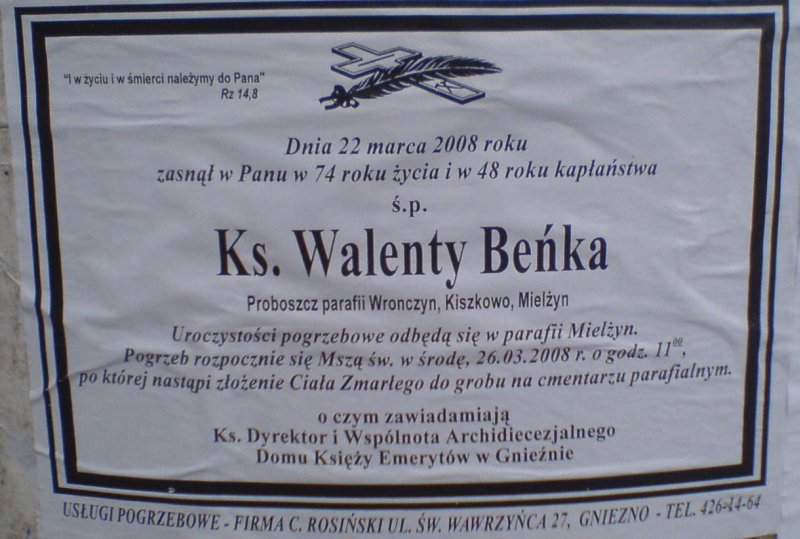 "I w życiu i w śmierci należymy do Pana"
Rz 14,8
Dnia 22 marca 2008 roku
zasnął w Panu w 74 roku życia i w 48 roku kapłaństwa
ś.p.
Ks. Walenty Beńka
Proboszcz parafii Wronczyn, Kiszkowo, Mielżyn
Uroczystości pogrzebowe odbędą się w parafii Mielżyn.
Pogrzeb rozpocznie się Mszą św. w środę, 26.03.2008 r. o godz. 11⁰⁰,
po której nastąpi złożenie Ciała Zmarłego do grobu na cmentarzu parafialnym.
o czym zawiadamiają
Ks. Dyrektor i Wspólnota Archidiecezjalnego
Domu Księży Emerytów w Gnieźnie
USŁUGI POGRZEBOWE - FIRMA C. ROSIŃSKI UL. ŚW. WAWRZYŃCA 27, GNIEZNO - TEL. 426-14-64